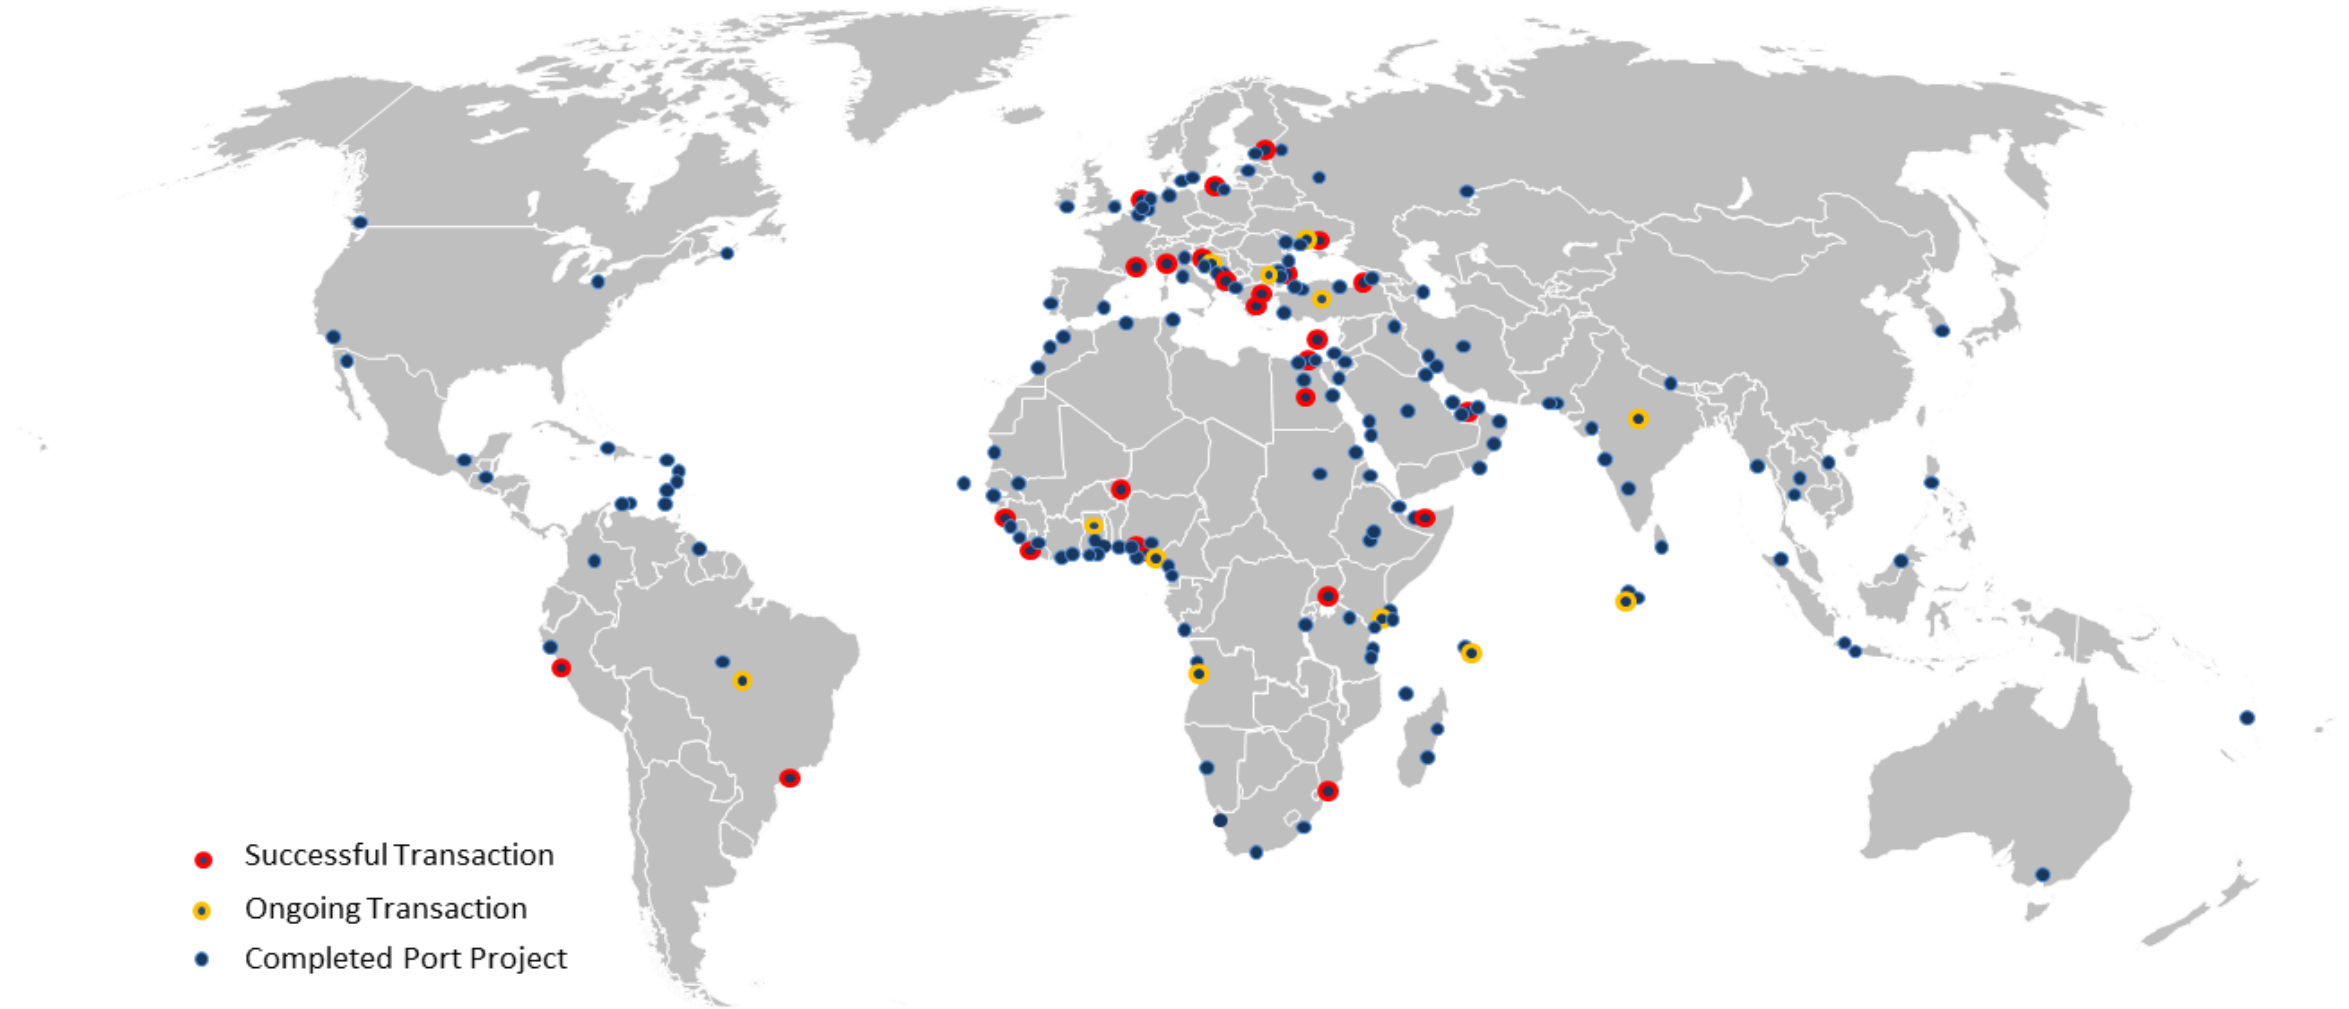 Successful Transaction
Ongoing Transaction
Completed Port Project